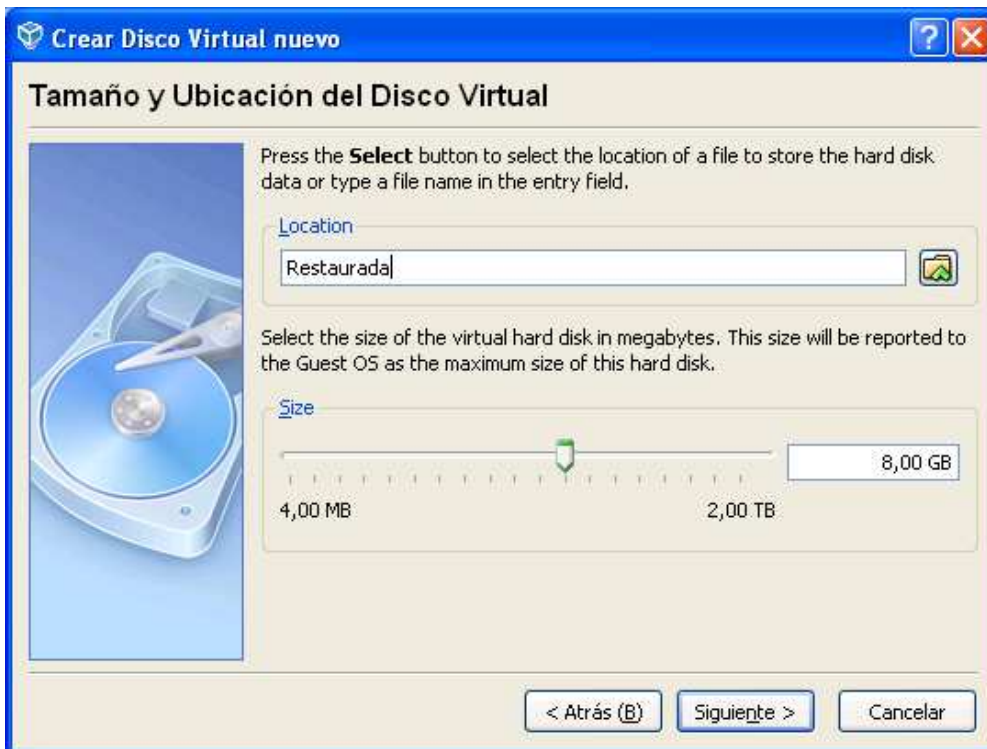 Crear Disco Virtual nuevo
Tamaño y Ubicación del Disco Virtual
Press the Select button to select the location of a file to store the hard disk
data or type a file name in the entry field.
Location
Restaurada
Select the size of the virtual hard disk in megabytes. This size will be reported to
the Guest OS as the maximum size of this hard disk.
Size
8,00 GB
4,00 MB 2,00 TB
< Atrás (B) Siguiente > Cancelar